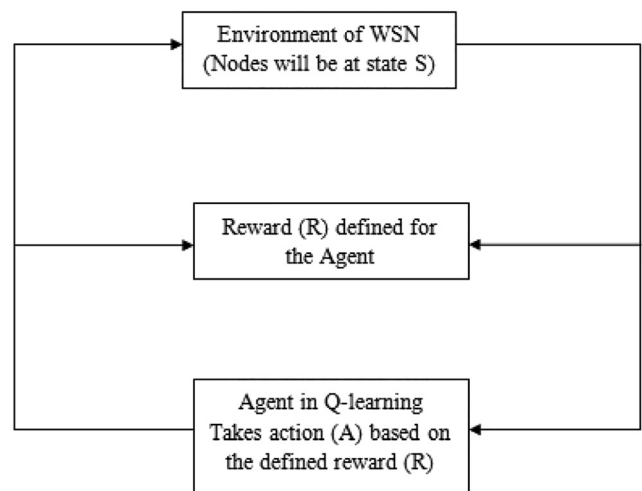 Environment of WSN
(Nodes will be at state S)
Reward (R) defined for
the Agent
Agent in Q-learning
Takes action (A) based on
the defined reward (R)